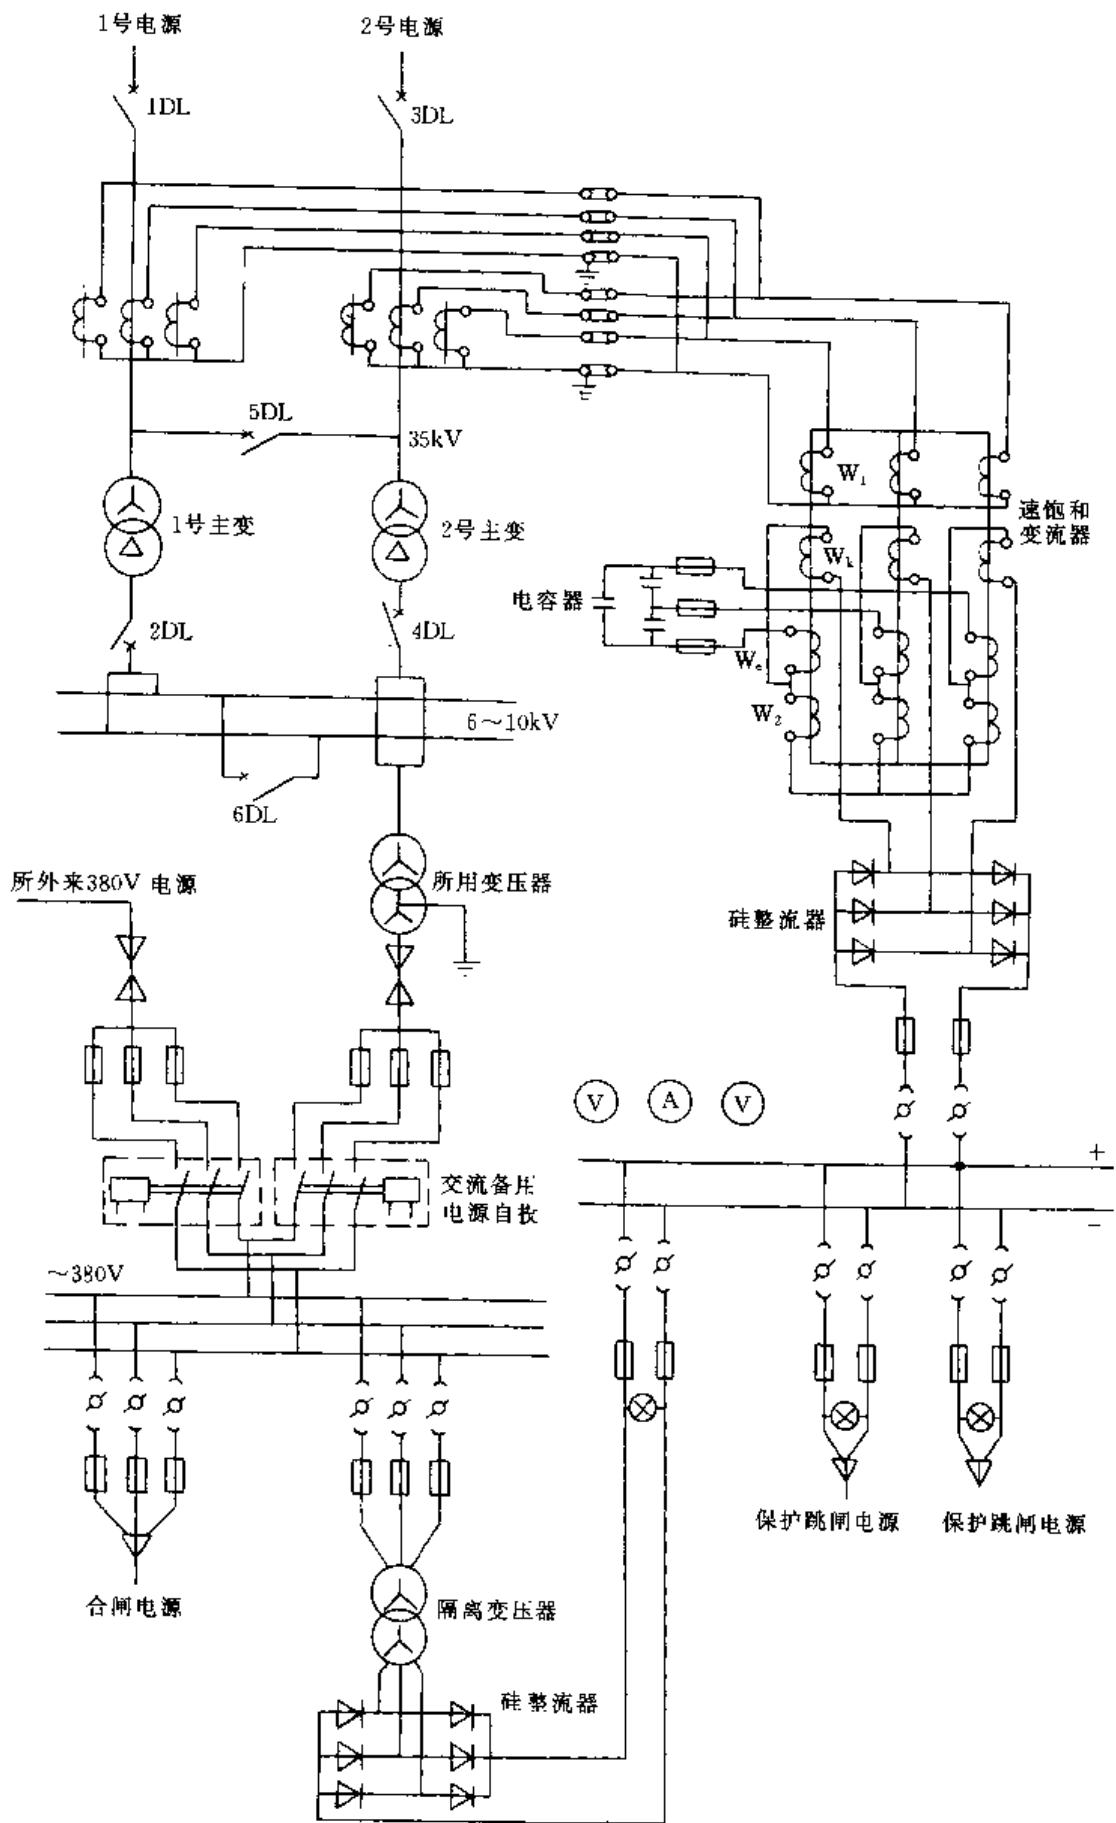 1号电源
2号电源
1DL
3DL
5DL
35kV
1号主变
2号主变
W₁
速饱和
变流器
Wₖ
电容器
2DL
4DL
Wₑ
W₂
6～10kV
6DL
所外来380V 电源
所用变压器
硅整流器
V
A
V
+
−
交流备用
电源自投
～380V
保护跳闸电源
保护跳闸电源
合闸电源
隔离变压器
硅整流器